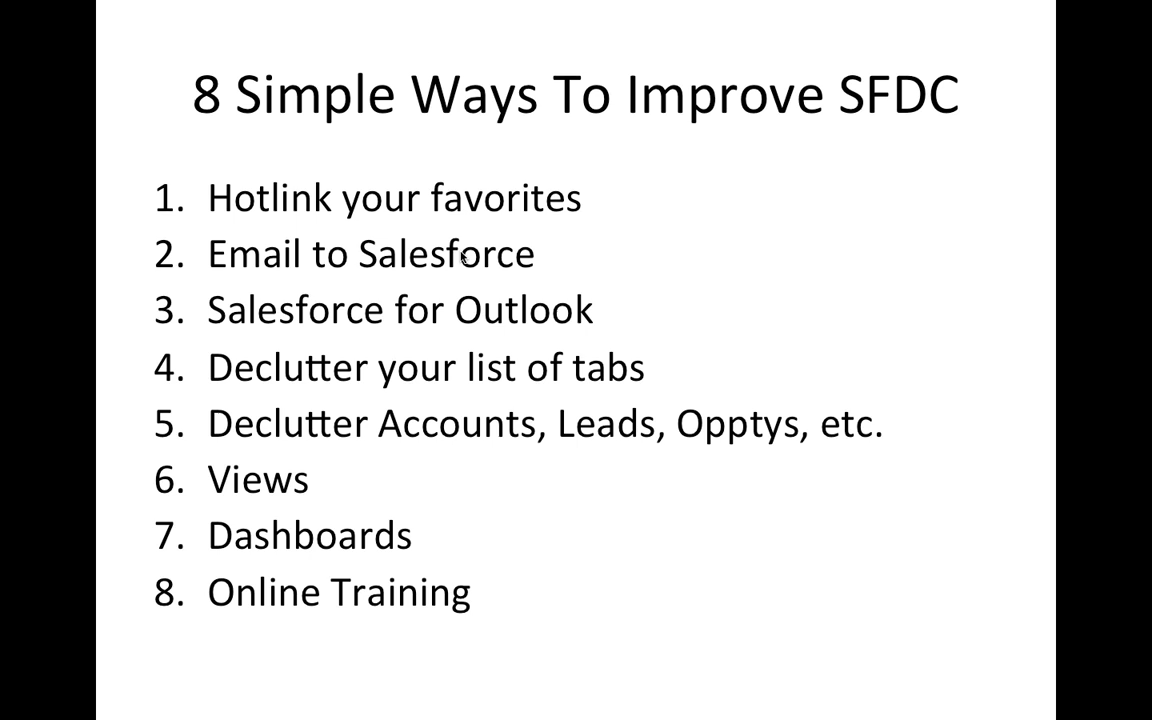 8 Simple Ways To Improve SFDC
1. Hotlink your favorites
2. Email to Salesforce
3. Salesforce for Outlook
4. Declutter your list of tabs
5. Declutter Accounts, Leads, Opptys, etc.
6. Views
7. Dashboards
8. Online Training